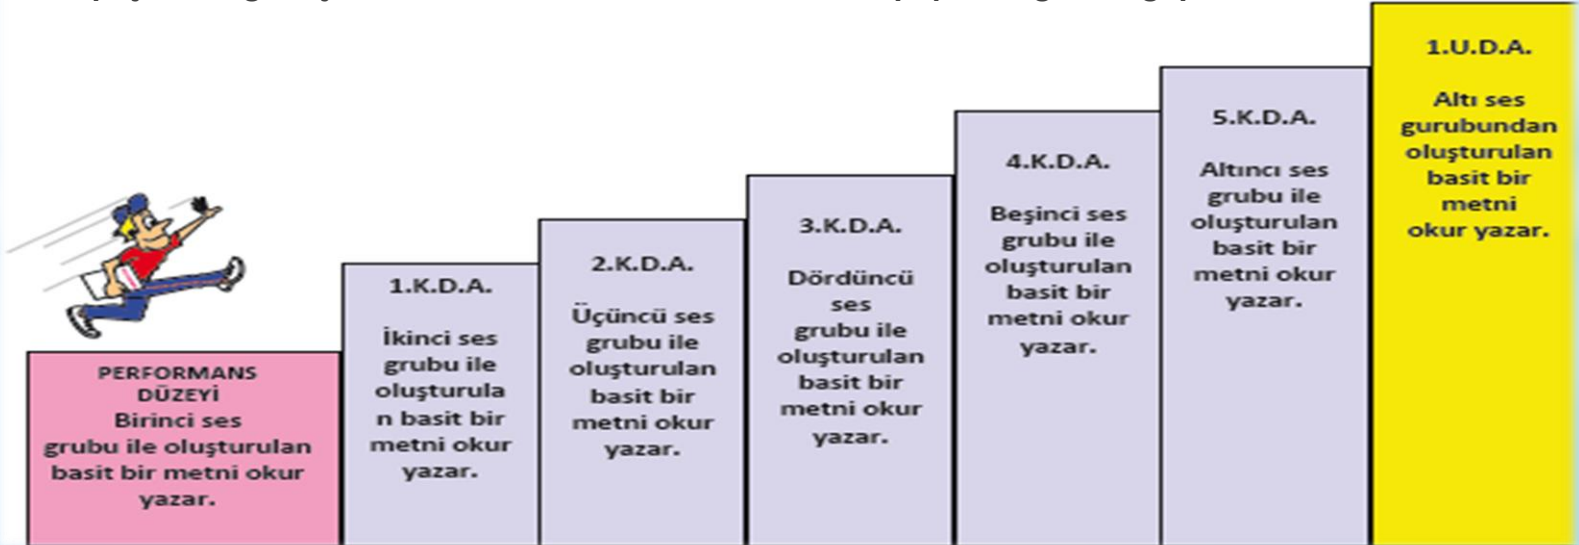 PERFORMANS
DÜZEYİ
Birinci ses
grubu ile oluşturulan
basit bir metni okur
yazar.
1.K.D.A.
İkinci ses
grubu ile
oluşturula
n basit bir
metni okur
yazar.
2.K.D.A.
Üçüncü ses
grubu ile
oluşturulan
basit bir
metni okur
yazar.
3.K.D.A.
Dördüncü
ses
grubu ile
oluşturulan
basit bir
metni okur
yazar.
4.K.D.A.
Beşinci ses
grubu ile
oluşturulan
basit bir
metni okur
yazar.
5.K.D.A.
Altıncı ses
grubu ile
oluşturulan
basit bir
metni okur
yazar.
1.U.D.A.
Altı ses
gurubundan
oluşturulan
basit bir
metni
okur yazar.